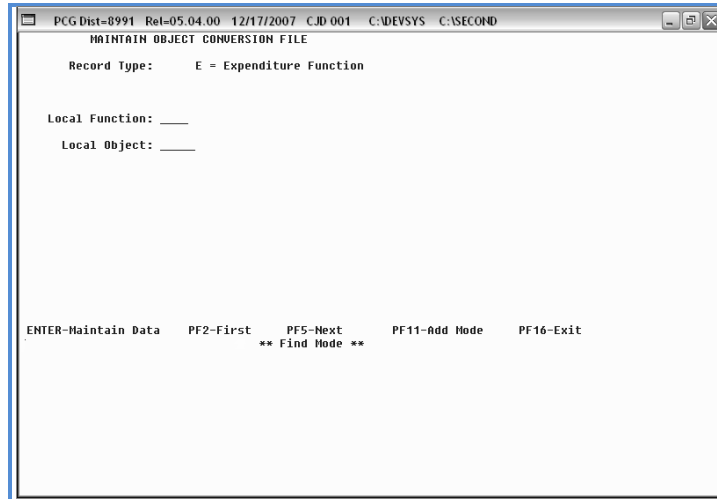 PCG Dist=8991 Rel=05.04.00 12/17/2007 CJD 001 C:\DEVSYS C:\SECOND
MAINTAIN OBJECT CONVERSION FILE
Record Type: E = Expenditure Function
Local Function: ____
Local Object: _____
ENTER-Maintain Data PF2-First PF5-Next PF11-Add Mode PF16-Exit
** Find Mode **